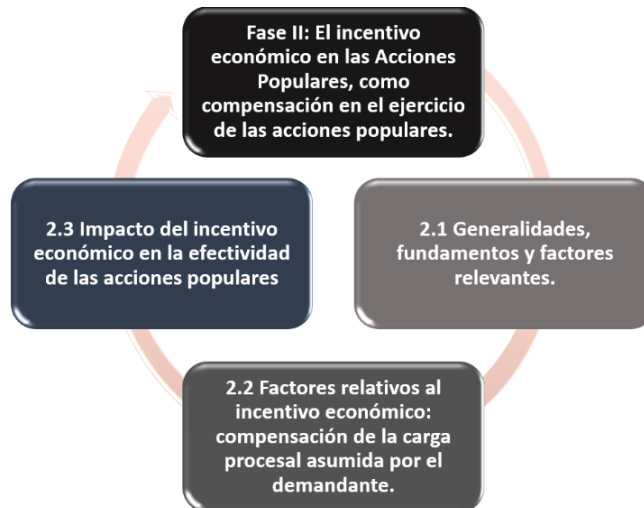 Fase II: El incentivo
económico en las Acciones
Populares, como
compensación en el ejercicio
de las acciones populares.
2.3 Impacto del incentivo
económico en la efectividad
de las acciones populares
2.1 Generalidades,
fundamentos y factores
relevantes.
2.2 Factores relativos al
incentivo económico:
compensación de la carga
procesal asumida por el
demandante.